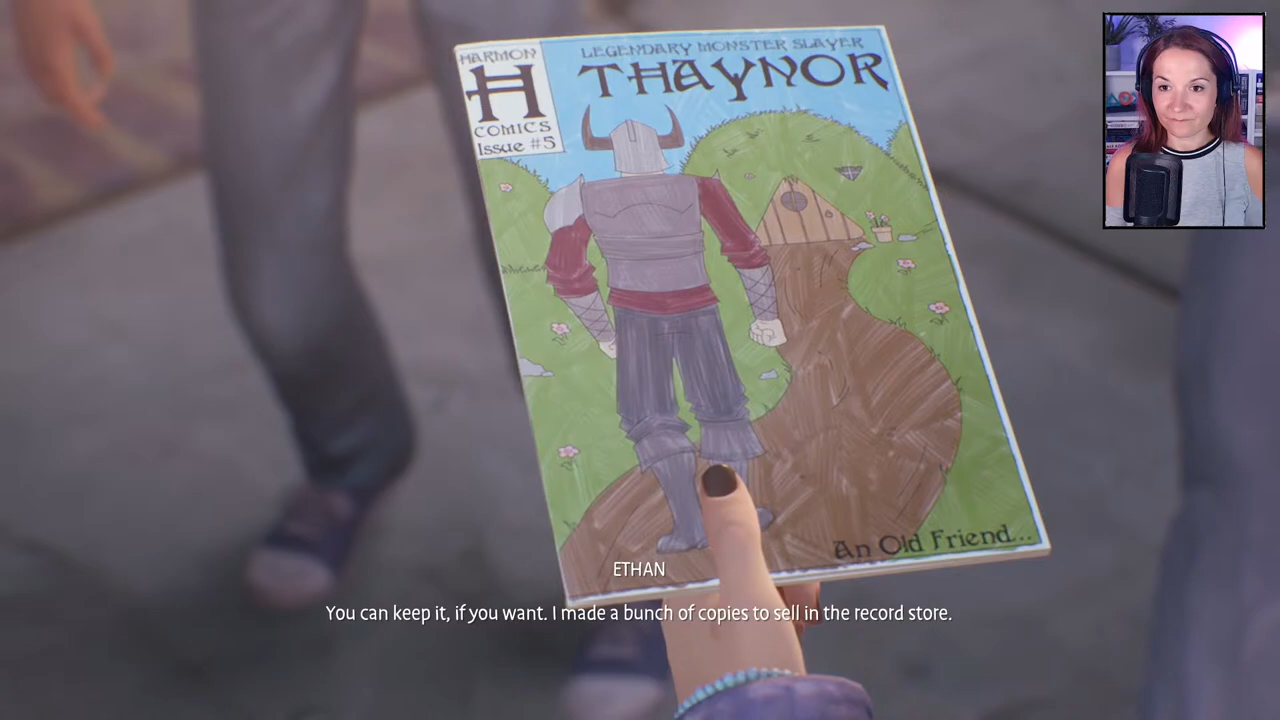 HARMON
H
COMICS
Issue #5
LEGENDARY MONSTER SLAYER
THAYNOR
An Old Friend...
ETHAN
You can keep it, if you want. I made a bunch of copies to sell in the record store.